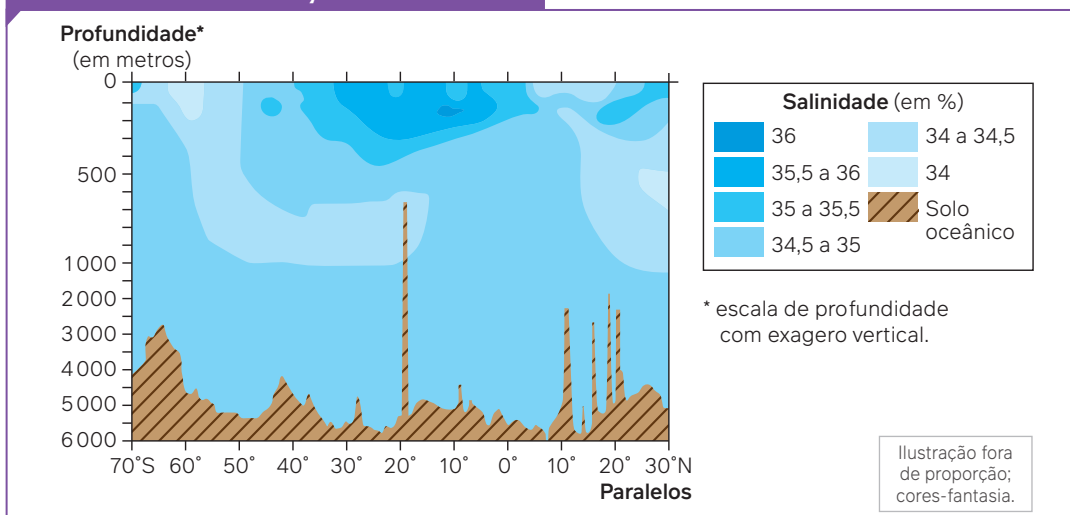 Profundidade*
(em metros)
0
500
1 000
2 000
3 000
4 000
5 000
6 000
70°S 60° 50° 40° 30° 20° 10° 0° 10° 20° 30°N
Paralelos
Salinidade (em %)
36
35,5 a 36
35 a 35,5
34,5 a 35
34 a 34,5
34
Solo
oceânico
* escala de profundidade
com exagero vertical.
Ilustração fora
de proporção;
cores-fantasia.